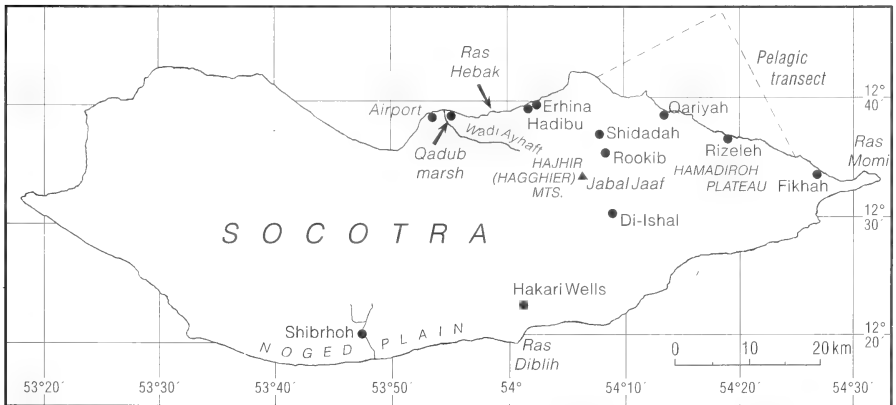 Ras
Hebak
Pelagic
transect
12°
40´
Airport
Erhina
Hadibu
Qariyah
Wadi Ayhaft
Shidadah
Qadub
marsh
Rookib
Rizeleh
Ras
Momi
HAJHIR
(HAGGHIER)
MTS.
Jabal Jaaf
HAMADIROH
PLATEAU
Fikhah
12°
30´
SOCOTRA
Di-Ishal
Hakari Wells
Shibrhoh
NOGED PLAIN
Ras
Diblih
12°
20´
0 10 20 km
53°20´ 53°30´ 53°40´ 53°50´ 54° 54°10´ 54°20´ 54°30´